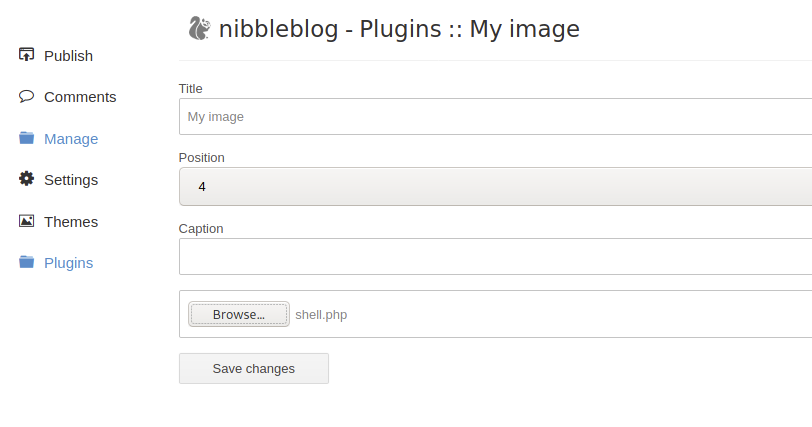 nibbleblog - Plugins :: My image
Publish
Comments
Manage
Settings
Themes
Plugins
Title
My image
Position
4
Caption
Browse... shell.php
Save changes